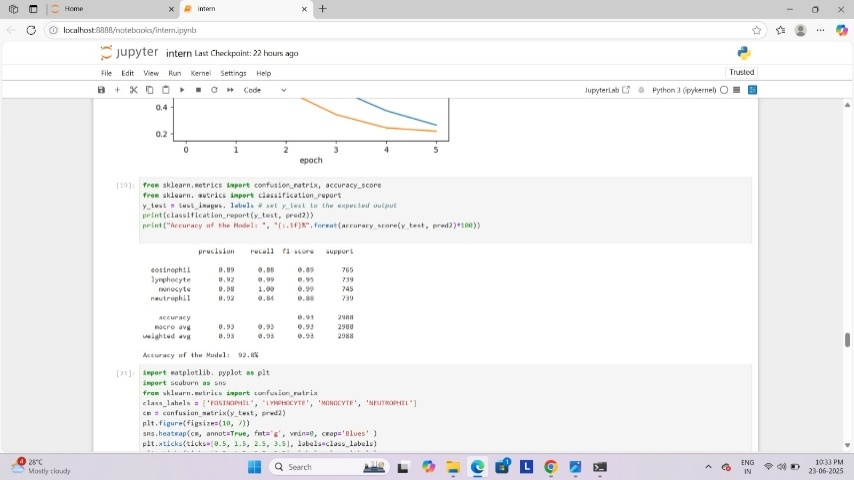 Home
intern
localhost:8888/notebooks/intern.ipynb
jupyter intern Last Checkpoint: 22 hours ago
File Edit View Run Kernel Settings Help Trusted
Code JupyterLab Python 3 (ipykernel)
0.4
0.2
0 1 2 3 4 5
epoch
[19]: from sklearn.metrics import confusion_matrix, accuracy_score
from sklearn. metrics import classification_report
y_test = test_images. labels # set y_test to the expected output
print(classification_report(y_test, pred2))
print("Accuracy of the Model: ", "{:.1f}%".format(accuracy_score(y_test, pred2)*100))
precision recall f1-score support
eosinophil 0.89 0.88 0.89 765
lymphocyte 0.92 0.99 0.95 739
monocyte 0.98 1.00 0.99 745
neutrophil 0.92 0.84 0.88 739
accuracy 0.93 2988
macro avg 0.93 0.93 0.93 2988
weighted avg 0.93 0.93 0.93 2988
Accuracy of the Model: 92.8%
import matplotlib. pyplot as plt
import seaborn as sns
from sklearn.metrics import confusion_matrix
class_labels = ['EOSINOPHIL', 'LYMPHOCYTE', 'MONOCYTE', 'NEUTROPHIL']
cm = confusion_matrix(y_test, pred2)
plt.figure(figsize=(10, 7))
sns.heatmap(cm, annot=True, fmt='g', vmin=0, cmap='Blues' )
plt.xticks(ticks=[0.5, 1.5, 2.5, 3.5], labels=class_labels)
28°C
Mostly cloudy
Search
ENG
IN
10:33 PM
23-06-2025